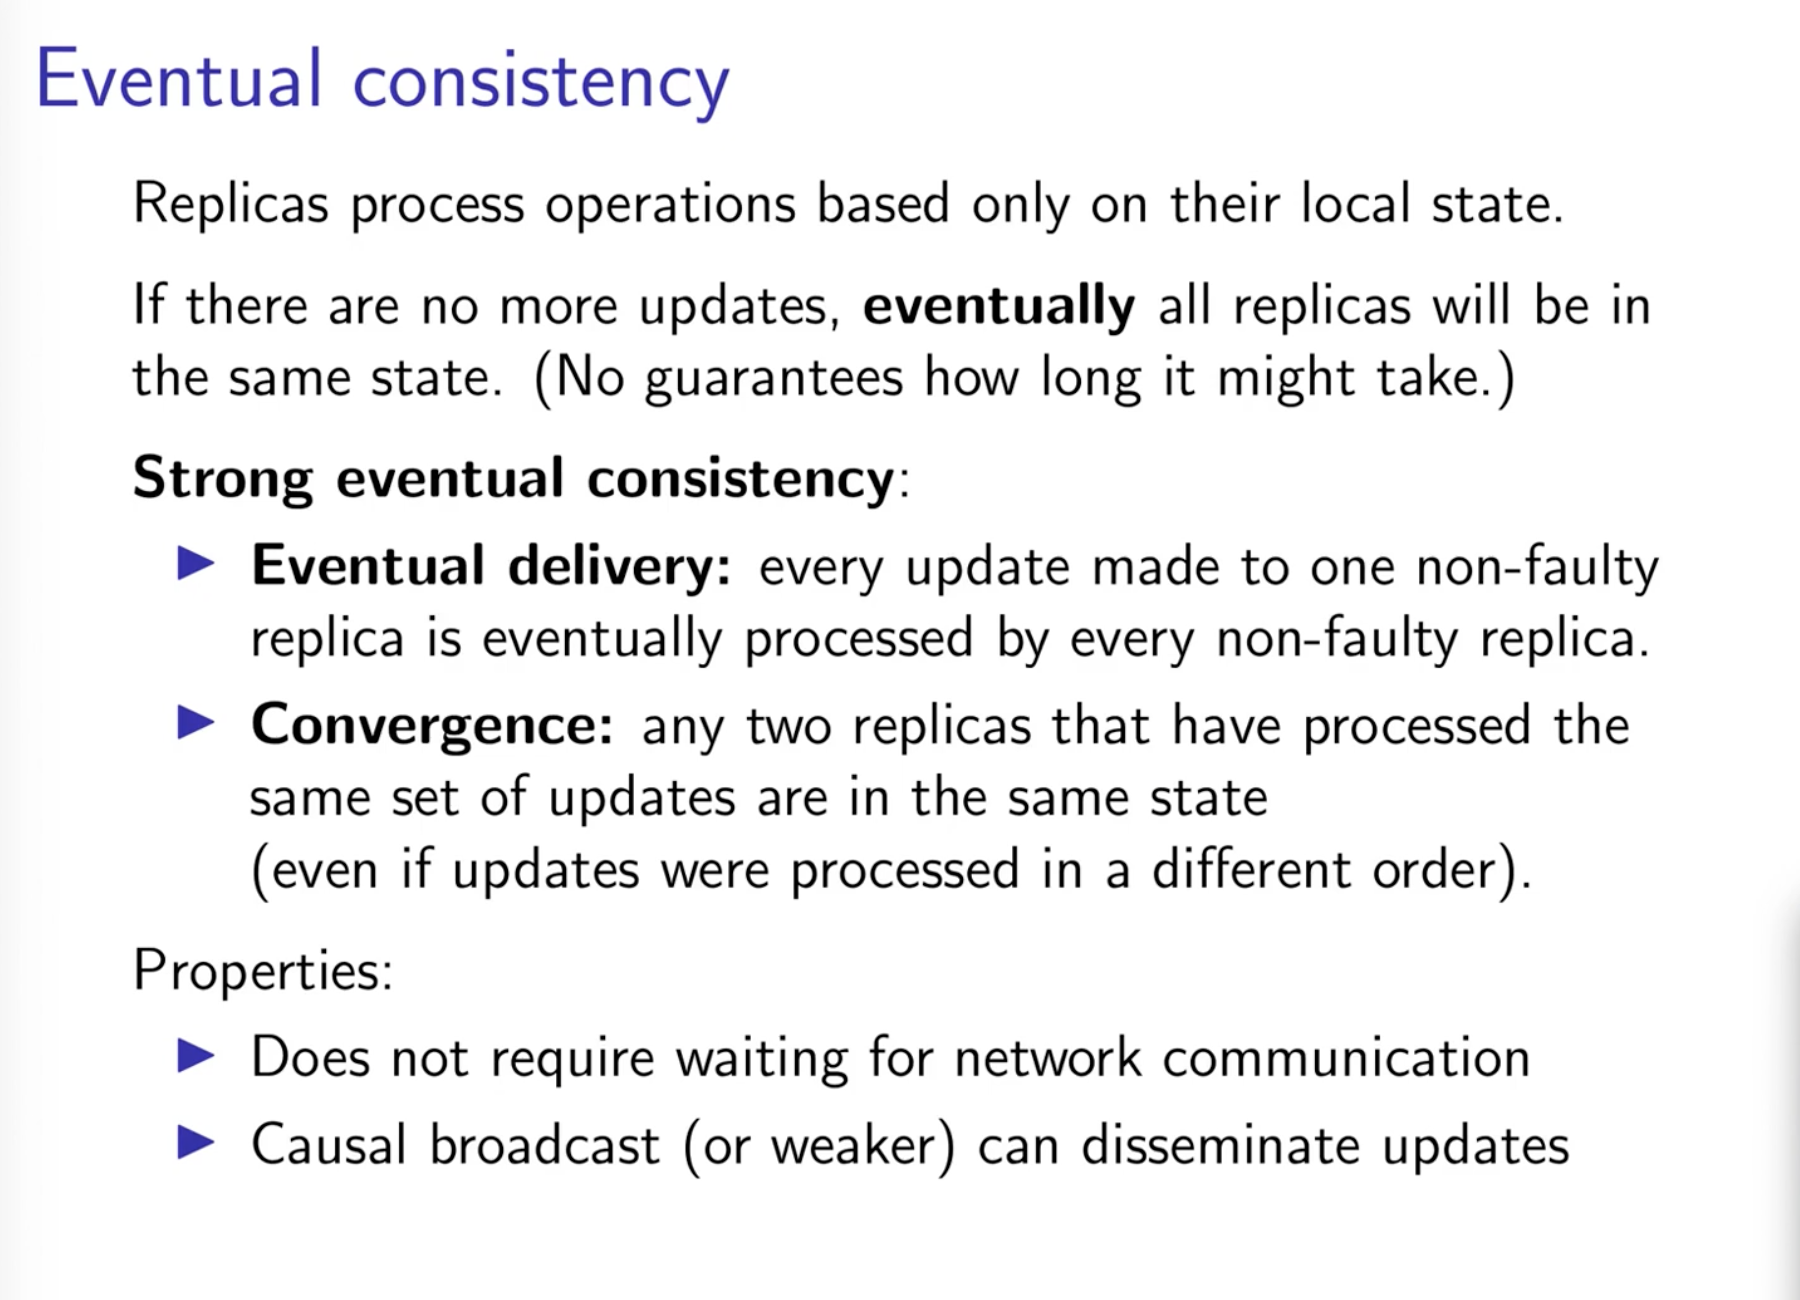 Eventual consistency
Replicas process operations based only on their local state.
If there are no more updates, eventually all replicas will be in
the same state. (No guarantees how long it might take.)
Strong eventual consistency:
▶ Eventual delivery: every update made to one non-faulty
replica is eventually processed by every non-faulty replica.
▶ Convergence: any two replicas that have processed the
same set of updates are in the same state
(even if updates were processed in a different order).
Properties:
▶ Does not require waiting for network communication
▶ Causal broadcast (or weaker) can disseminate updates